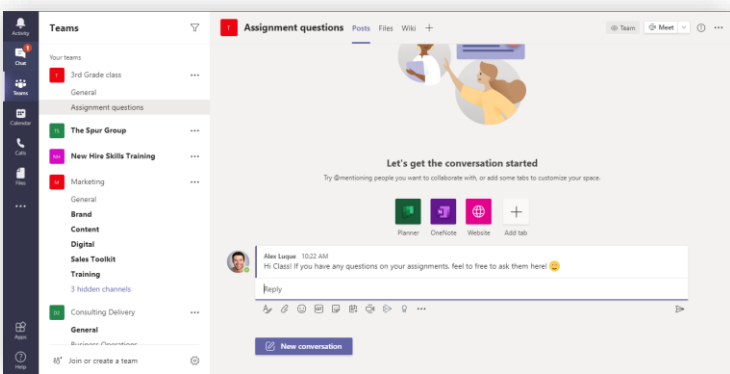 Activity
Chat
1
Teams
Calendar
Calls
Files
Apps
Help
Teams
Your teams
T 3rd Grade class
General
Assignment questions
TS The Spur Group
NH New Hire Skills Training
M Marketing
General
Brand
Content
Digital
Sales Toolkit
Training
3 hidden channels
Consulting Delivery
General
Business Operations
Join or create a team
T Assignment questions Posts Files Wiki
Team Meet
Let's get the conversation started
Try @mentioning people you want to collaborate with, or add some tabs to customize your space.
Planner OneNote Website Add tab
Alex Luque 10:22 AM
Hi Class! If you have any questions on your assignments, feel to free to ask them here! 😊
Reply
New conversation